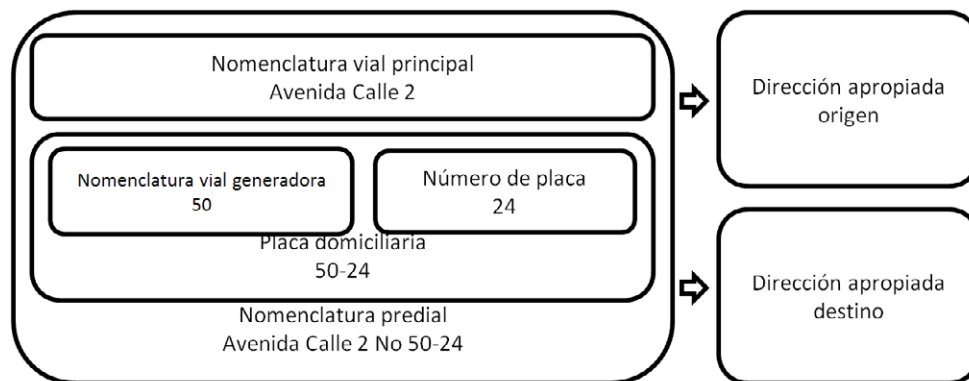 Nomenclatura vial principal
Avenida Calle 2
Nomenclatura vial generadora
50
Número de placa
24
Placa domiciliaria
50-24
Nomenclatura predial
Avenida Calle 2 No 50-24
Dirección apropiada
origen
Dirección apropiada
destino